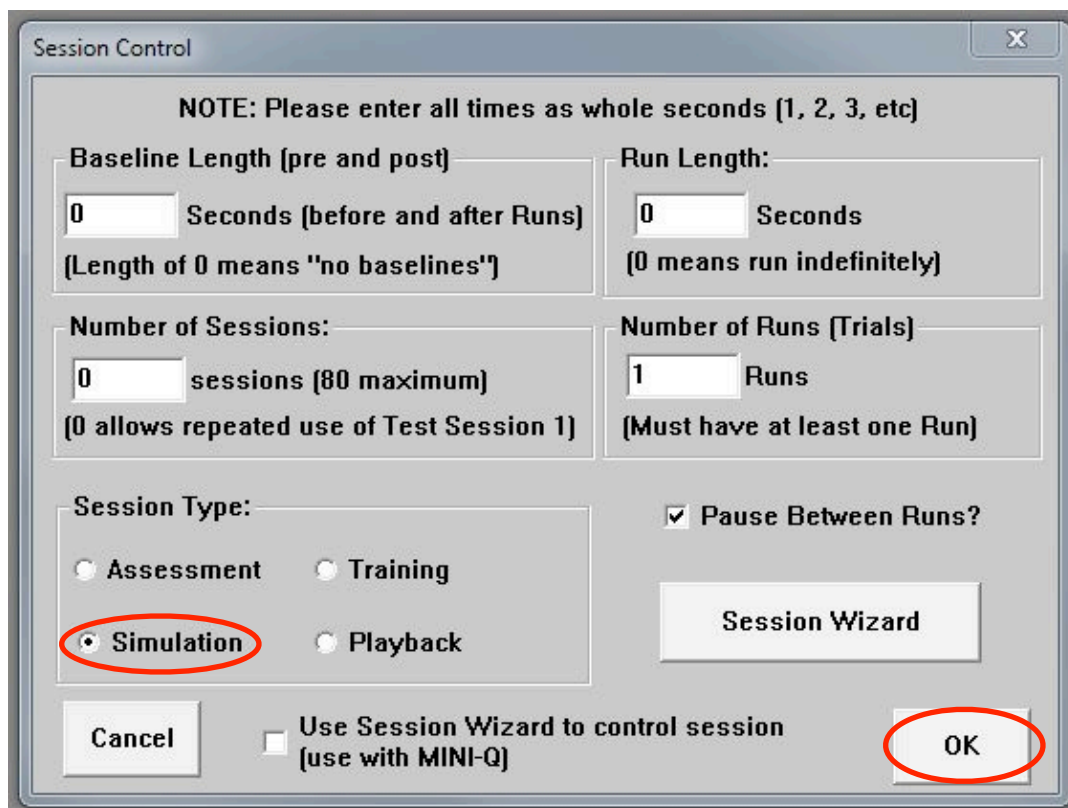 Session Control
NOTE: Please enter all times as whole seconds (1, 2, 3, etc)
Baseline Length (pre and post)
0 Seconds (before and after Runs)
(Length of 0 means "no baselines")
Run Length:
0 Seconds
(0 means run indefinitely)
Number of Sessions:
0 sessions (80 maximum)
(0 allows repeated use of Test Session 1)
Number of Runs (Trials)
1 Runs
(Must have at least one Run)
Session Type:
Assessment Training
Simulation Playback
Pause Between Runs?
Session Wizard
Cancel
Use Session Wizard to control session
(use with MINI-Q)
OK